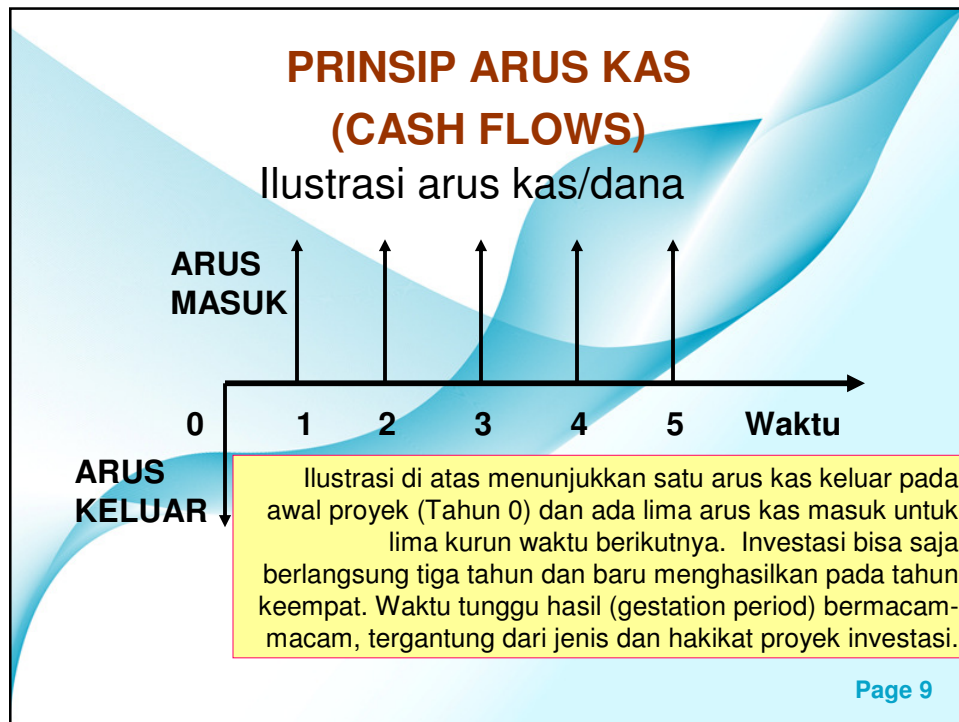 PRINSIP ARUS KAS
(CASH FLOWS)
Ilustrasi arus kas/dana
ARUS
MASUK
0 1 2 3 4 5 Waktu
ARUS
KELUAR
Ilustrasi di atas menunjukkan satu arus kas keluar pada
awal proyek (Tahun 0) dan ada lima arus kas masuk untuk
lima kurun waktu berikutnya. Investasi bisa saja
berlangsung tiga tahun dan baru menghasilkan pada tahun
keempat. Waktu tunggu hasil (gestation period) bermacam-
macam, tergantung dari jenis dan hakikat proyek investasi.
Page 9